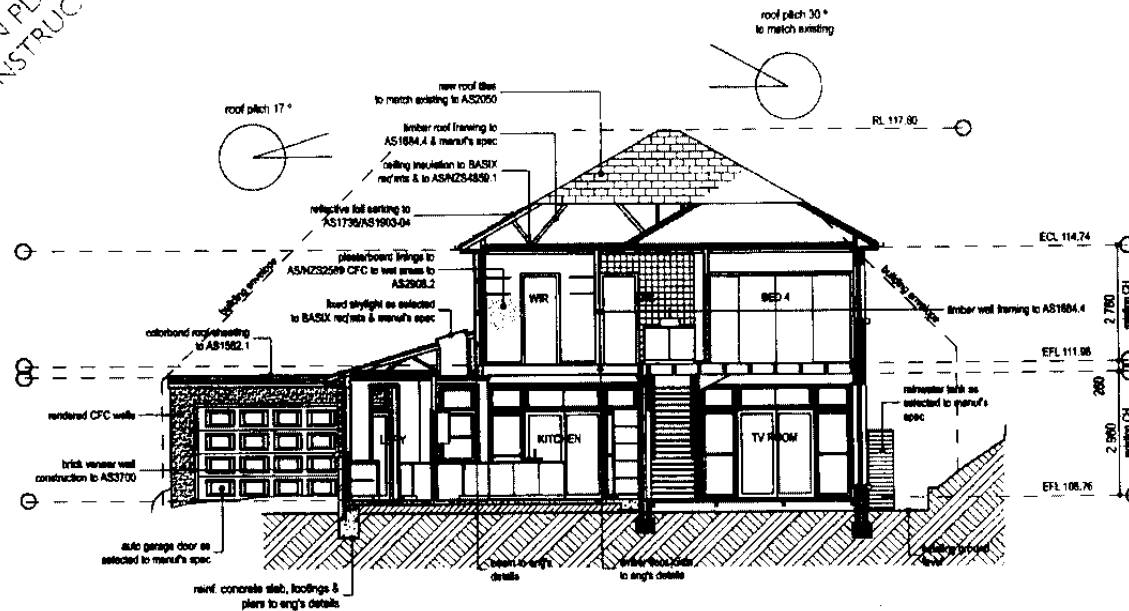 roof pitch 30 °
to match existing
roof pitch 17 °
new roof tiles
to match existing to AS2050
RL 117.80
timber roof framing to
AS1684.4 & manuf's spec
ceiling insulation to BASIX
req'mts & to AS/NZS4859.1
reflective foil sarking to
AS1736/AS1903-04
ECL 114.74
plasterboard linings to
AS/NZS2589 CFC to wet areas to
AS2908.2
building envelope
building envelope
WIR
BED 4
fixed skylight as selected
to BASIX req'mts & manuf's spec
timber wall framing to AS1684.4
2 780
colorbond roof sheeting
to AS1562.1
EFL 111.96
rainwater tank as
selected to manuf's
spec
rendered CFC walls
KITCHEN
TV ROOM
brick veneer wall
construction to AS3700
EFL 108.76
auto garage door as
selected to manuf's spec
beam to eng's
details
timber floor joists
to eng's details
existing ground
level
reinf. concrete slab, footings &
piers to eng's details